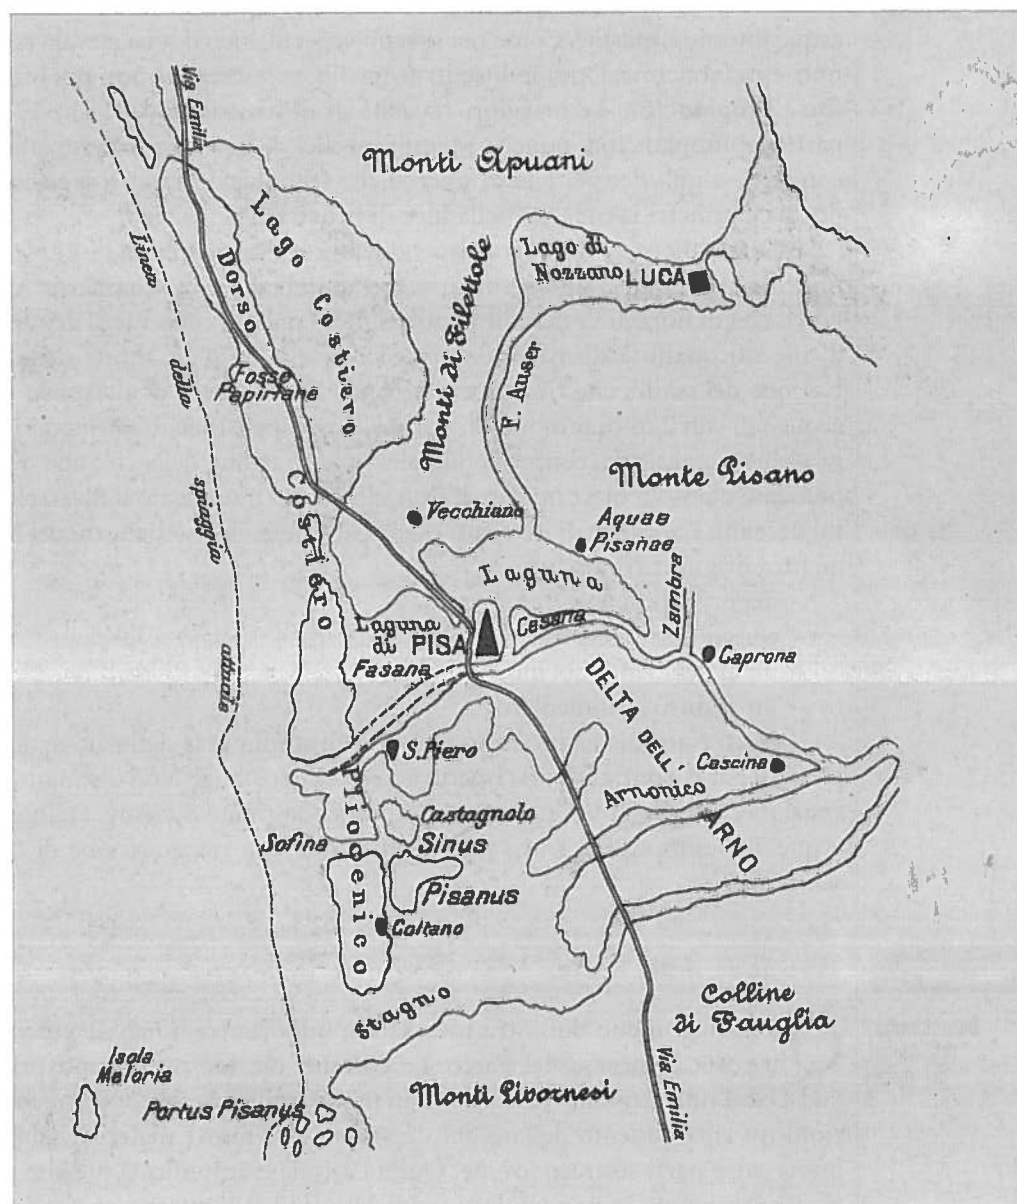 Via Emilia
Monti Apuani
Lago
Costiero
Dorso
Costiero
Pliocenico
Linea
della
spiaggia
attuale
Lago di
Nozzano
LUCA
Monti di Filettole
F. Auser
Fosse
Papiriane
Monte Pisano
Vecchiano
Aquae
Pisanae
Laguna
Zambra
Laguna
di PISA
Fasana
Cesana
Caprona
DELTA DELL' ARNO
S. Piero
Cascina
Arnonico
Castagnolo
Sofina
Sinus
Pisanus
Coltano
Stagno
Colline
di Fauglia
Isola
Meloria
Portus Pisanus
Monti Livornesi
Via Emilia